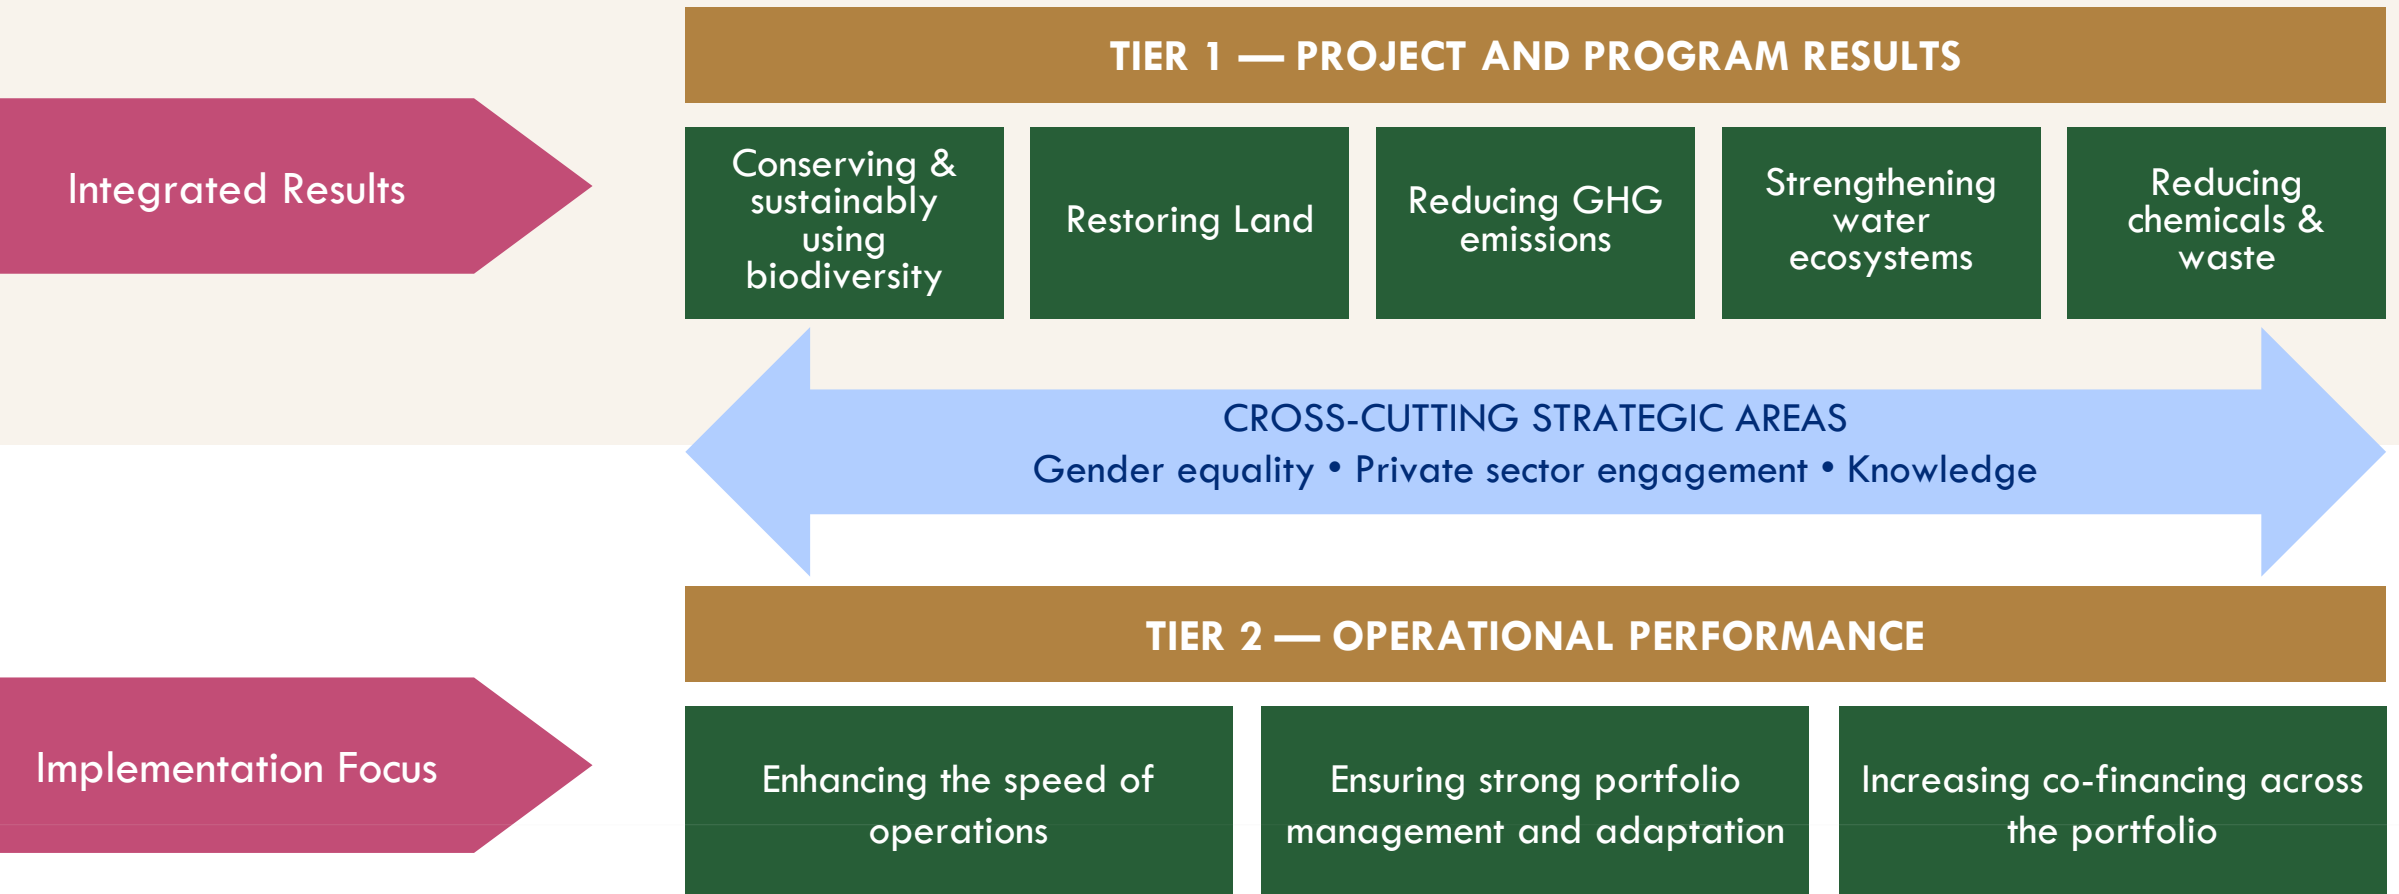 TIER 1 — PROJECT AND PROGRAM RESULTS
Integrated Results
Conserving &
sustainably
using
biodiversity
Restoring Land
Reducing GHG
emissions
Strengthening
water
ecosystems
Reducing
chemicals &
waste
CROSS-CUTTING STRATEGIC AREAS
Gender equality • Private sector engagement • Knowledge
TIER 2 — OPERATIONAL PERFORMANCE
Implementation Focus
Enhancing the speed of
operations
Ensuring strong portfolio
management and adaptation
Increasing co-financing across
the portfolio